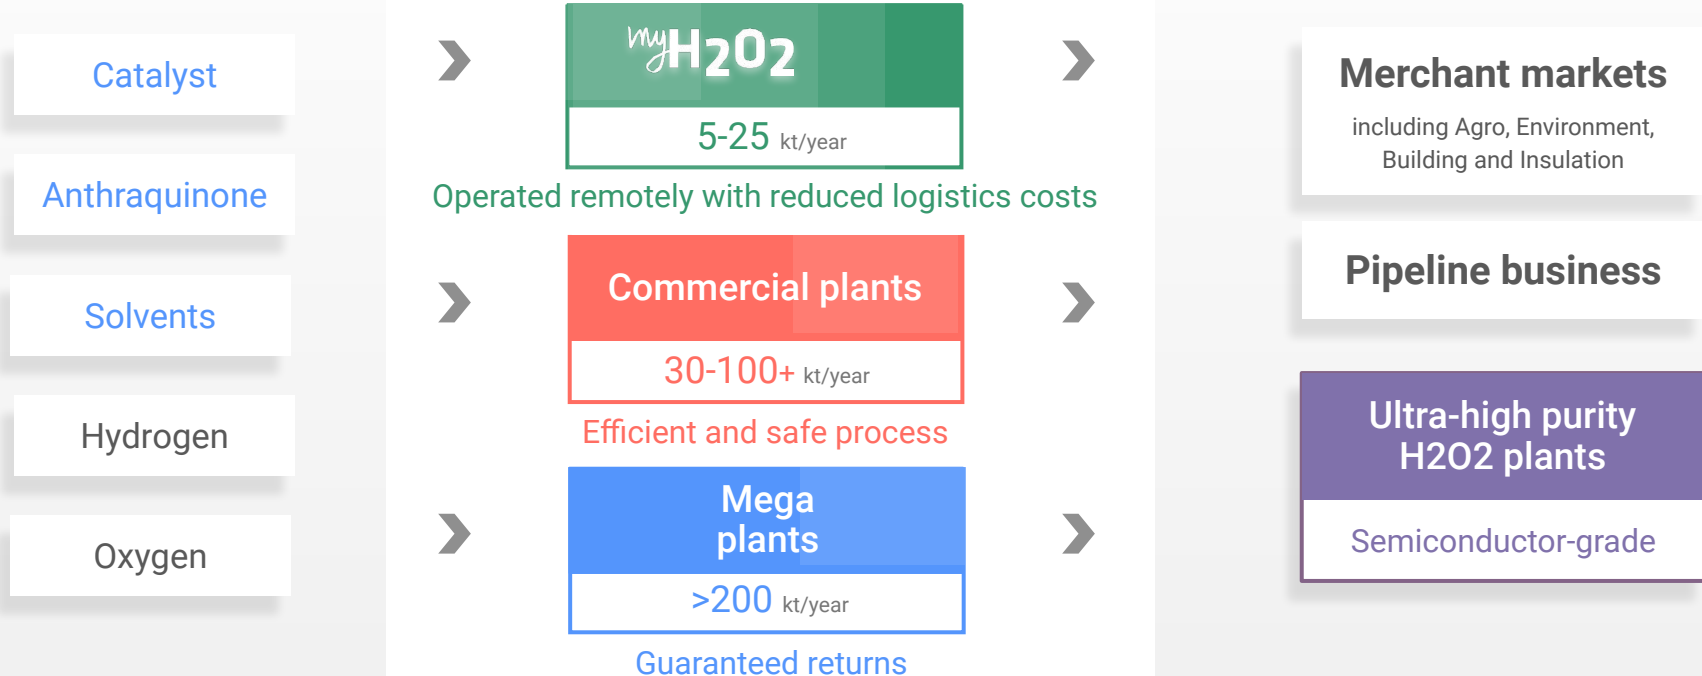 Catalyst
Anthraquinone
Solvents
Hydrogen
Oxygen
myH2O2
5-25 kt/year
Operated remotely with reduced logistics costs
Commercial plants
30-100+ kt/year
Efficient and safe process
Mega
plants
>200 kt/year
Guaranteed returns
Merchant markets
including Agro, Environment,
Building and Insulation
Pipeline business
Ultra-high purity
H2O2 plants
Semiconductor-grade